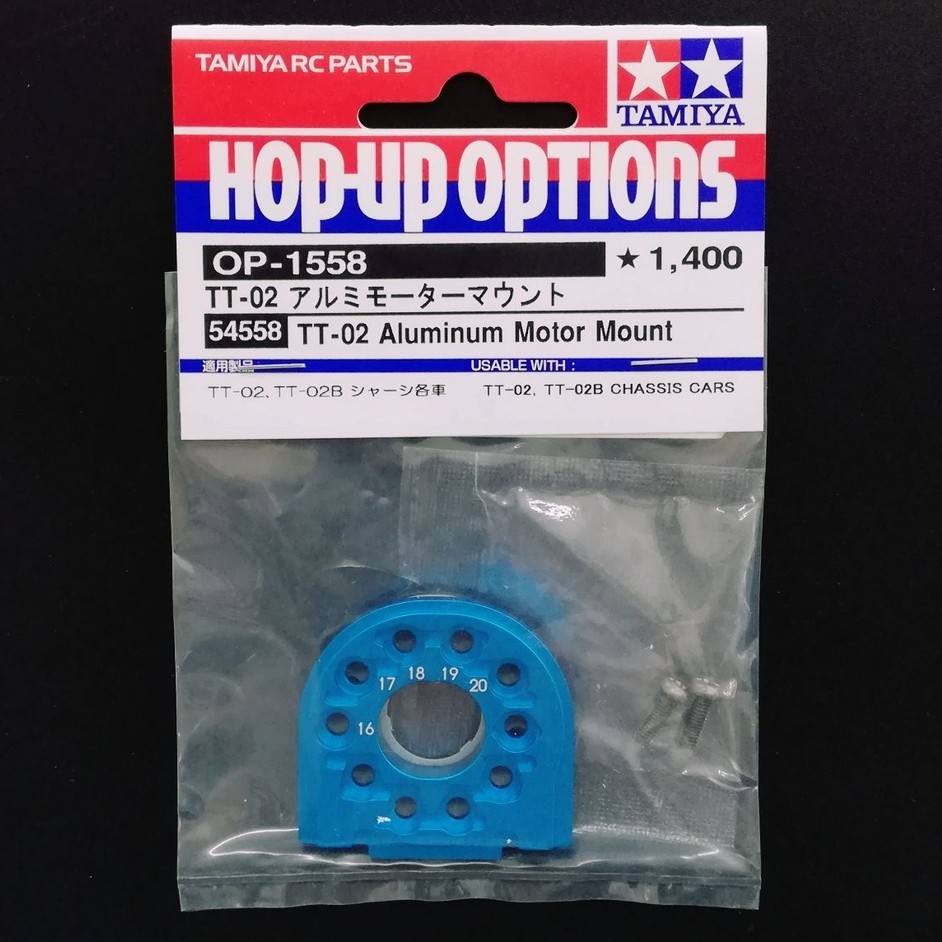 TAMIYA RC PARTS
TAMIYA
HOP-UP OPTIONS
OP-1558
★ 1,400
TT-02 アルミモーターマウント
54558 TT-02 Aluminum Motor Mount
適用製品
USABLE WITH :
TT-02、TT-02B シャーシ各車
TT-02, TT-02B CHASSIS CARS
16 17 18 19 20